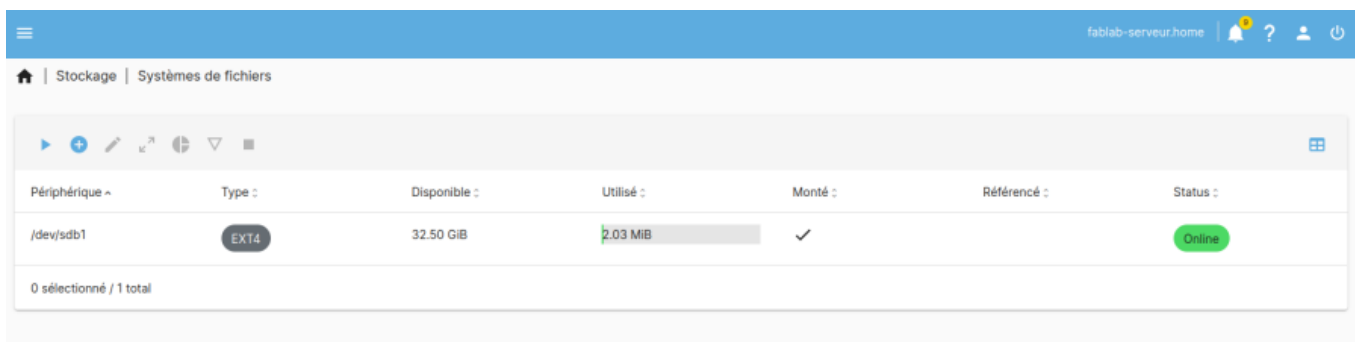 fablab-serveur.home
Stockage | Systèmes de fichiers
Périphérique Type Disponible Utilisé Monté Référencé Status
/dev/sdb1 EXT4 32.50 GiB 2.03 MiB Online
0 sélectionné / 1 total